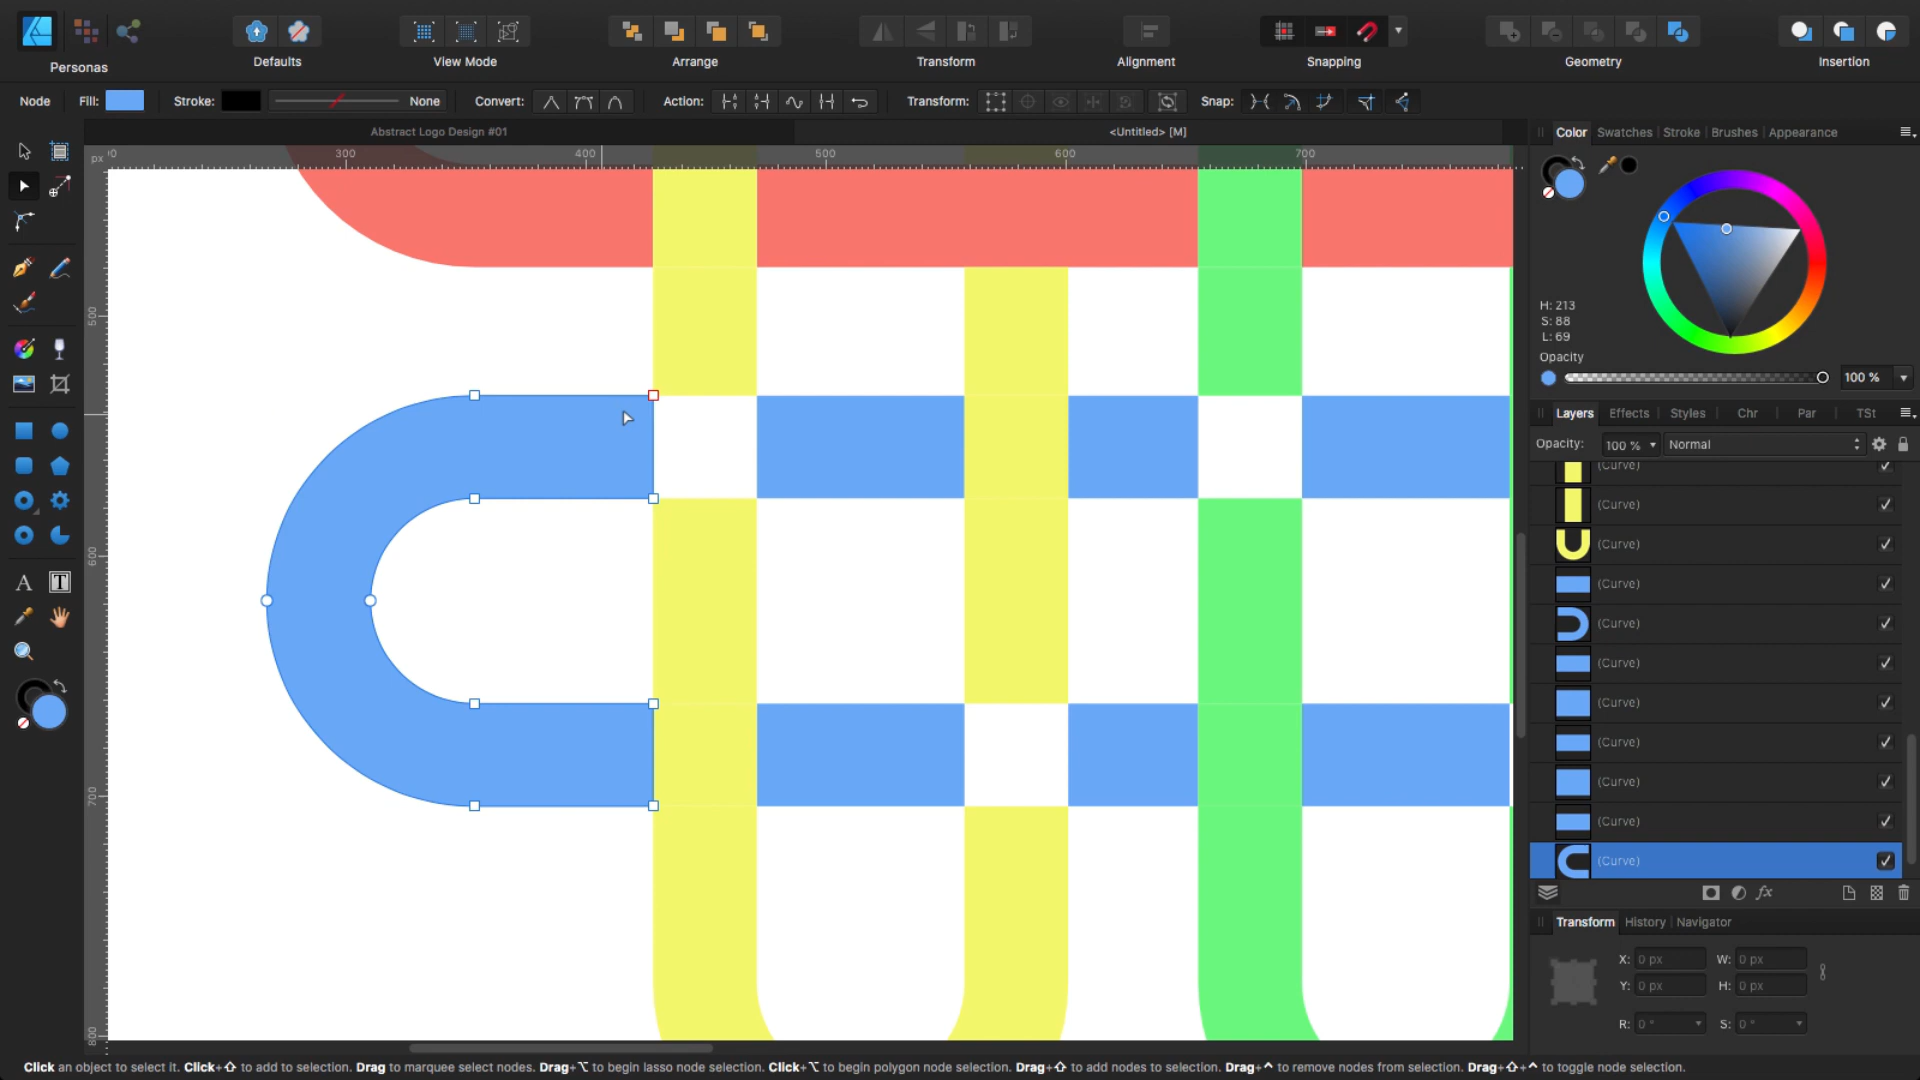 Personas
Defaults
View Mode
Arrange
Transform
Alignment
Snapping
Geometry
Insertion
Node
Fill:
Stroke:
None
Convert:
Action:
Transform:
Snap:
Abstract Logo Design #01
<Untitled> [M]
px
300
400
500
600
700
500
600
700
800
Color
Swatches
Stroke
Brushes
Appearance
H: 213
S: 88
L: 69
Opacity
100 %
Layers
Effects
Styles
Chr
Par
TSt
Opacity:
100 %
Normal
(Curve)
(Curve)
(Curve)
(Curve)
(Curve)
(Curve)
(Curve)
(Curve)
(Curve)
(Curve)
(Curve)
fx
Transform
History
Navigator
X: 0 px
W: 0 px
Y: 0 px
H: 0 px
R: 0 °
S: 0 °
Click an object to select it. Click+⇧ to add to selection. Drag to marquee select nodes. Drag+⌥ to begin lasso node selection. Click+⌥ to begin polygon node selection. Drag+⇧ to add nodes to selection. Drag+^ to remove nodes from selection. Drag+⇧+^ to toggle node selection.